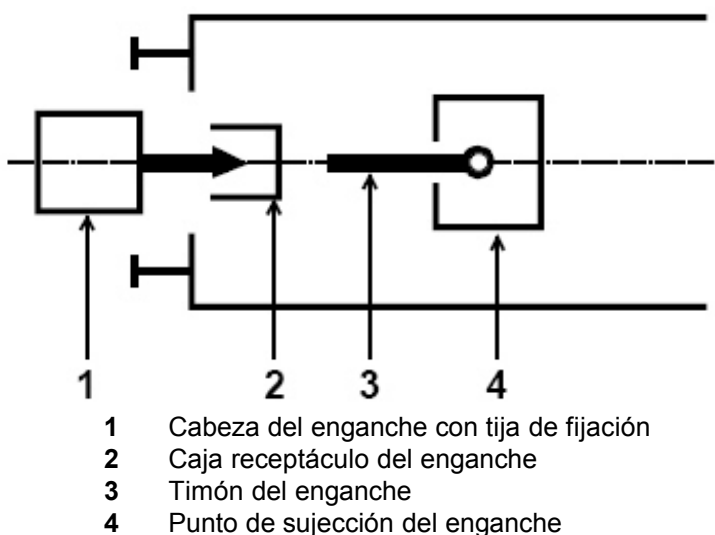 1 2 3 4
1 Cabeza del enganche con tija de fijación
2 Caja receptáculo del enganche
3 Timón del enganche
4 Punto de sujección del enganche